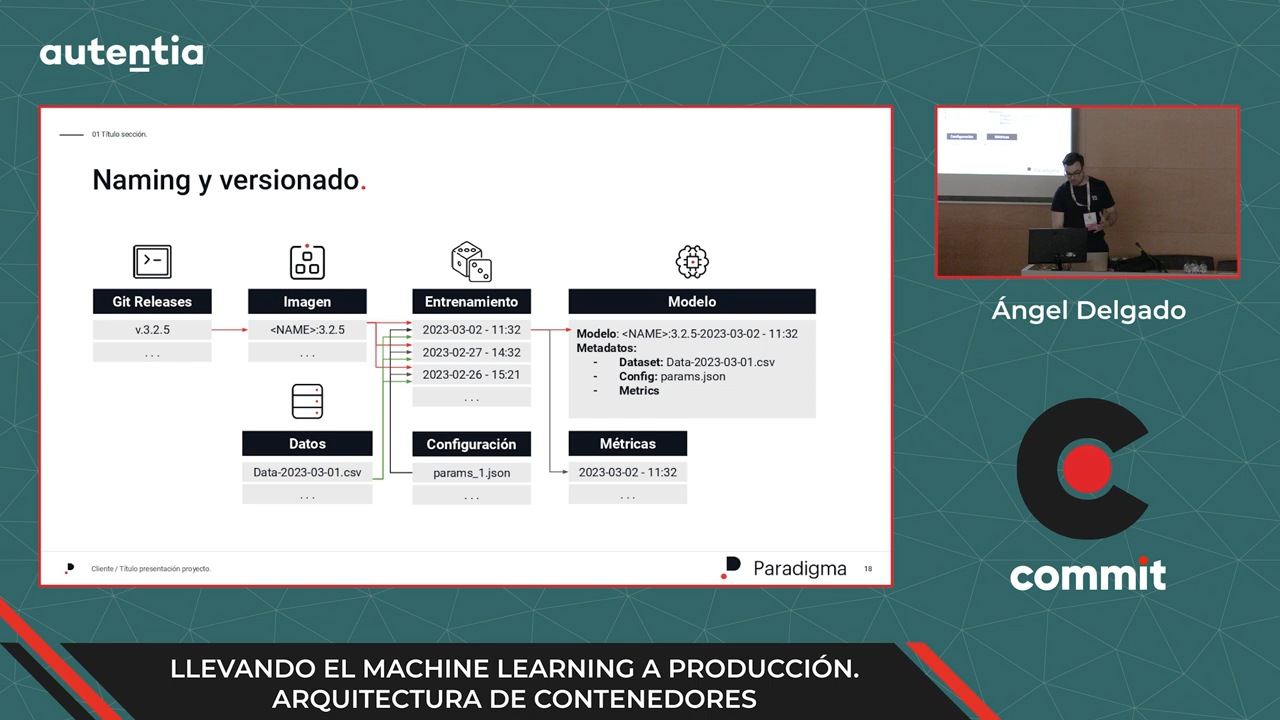 autentia
01 Título sección.
Naming y versionado.
Git Releases
v.3.2.5
. . .
Imagen
<NAME>:3.2.5
. . .
Entrenamiento
2023-03-02 - 11:32
2023-02-27 - 14:32
2023-02-26 - 15:21
. . .
Modelo
Modelo: <NAME>:3.2.5-2023-03-02 - 11:32
Metadatos:
- Dataset: Data-2023-03-01.csv
- Config: params.json
- Metrics
Datos
Data-2023-03-01.csv
. . .
Configuración
params_1.json
. . .
Métricas
2023-03-02 - 11:32
. . .
Cliente / Título presentación proyecto.
Paradigma
18
Configuración
Métricas
Paradigma
Ángel Delgado
commit
LLEVANDO EL MACHINE LEARNING A PRODUCCIÓN.
ARQUITECTURA DE CONTENEDORES